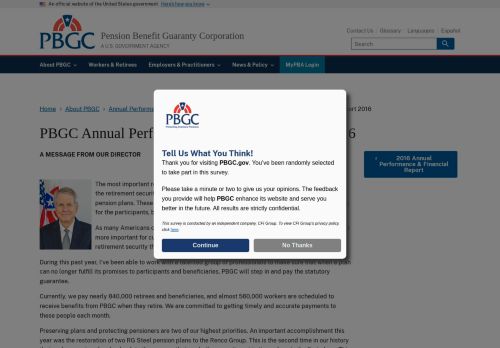 An official website of the United States government Here's how you know
PBGC
Pension Benefit Guaranty Corporation
A U.S. GOVERNMENT AGENCY
Contact Us Glossary Languages Español
Search
About PBGC Workers & Retirees Employers & Practitioners News & Policy MyPBA Login
Home › About PBGC › Annual Performa
ort 2016
PBGC Annual Perf
6
A MESSAGE FROM OUR DIRECTOR
2016 Annual
Performance & Financial
Report
PBGC
Protecting America's Pensions
Tell Us What You Think!
Thank you for visiting PBGC.gov. You've been randomly selected
to take part in this survey.
Please take a minute or two to give us your opinions. The feedback
you provide will help PBGC enhance its website and serve you
better in the future. All results are strictly confidential.
This survey is conducted by an independent company, CFI Group. To view CFI Group's privacy policy
click here.
Continue No Thanks
The most important r
the retirement securit
pension plans. These
for the participants, b
As many Americans c
more important for cu
retirement security th
During this past year, I've been able to work with a talented group of professionals to make sure that when a plan
can no longer fulfill its promises to participants and beneficiaries, PBGC will step in and pay the statutory
guarantee.
Currently, we pay nearly 840,000 retirees and beneficiaries, and almost 560,000 workers are scheduled to
receive benefits from PBGC when they retire. We are committed to getting timely and accurate payments to
these people each month.
Preserving plans and protecting pensioners are two of our highest priorities. An important accomplishment this
year was the restoration of two RG Steel pension plans to the Renco Group. This is the second time in our history